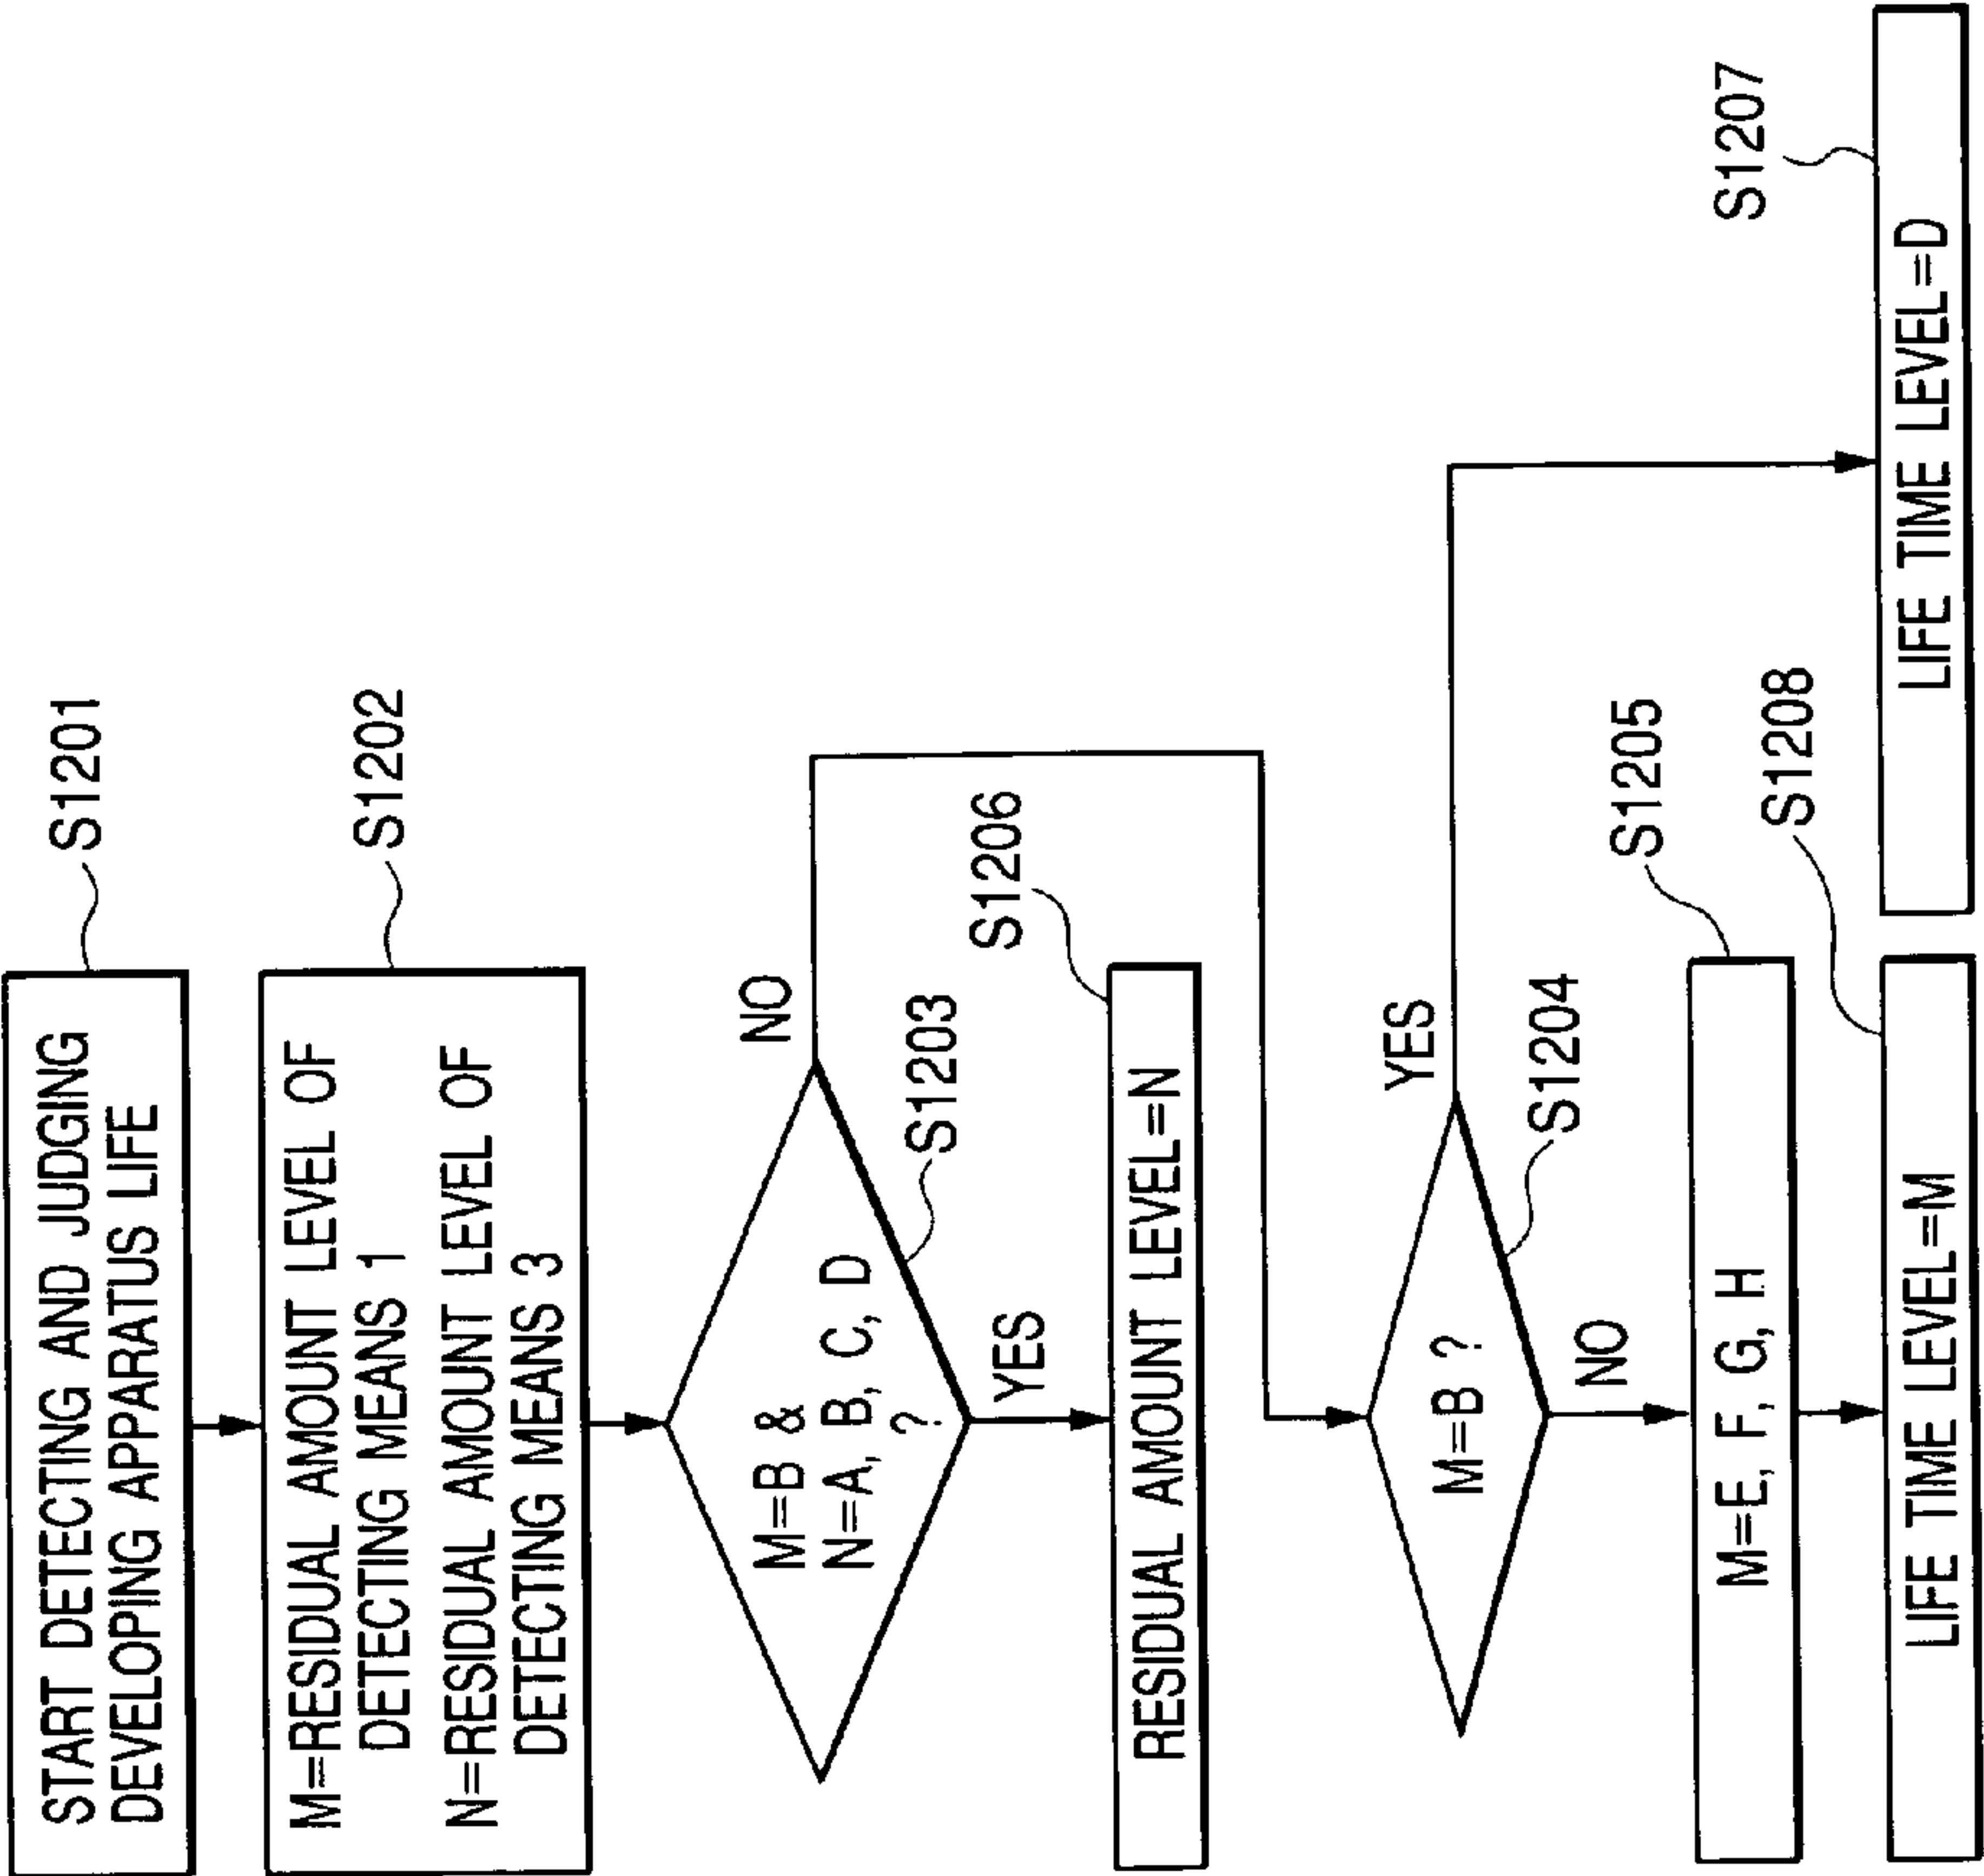 START DETECTING AND JUDGING
DEVELOPING APPARATUS LIFE
S1201
M=RESIDUAL AMOUNT LEVEL OF
DETECTING MEANS 1
N=RESIDUAL AMOUNT LEVEL OF
DETECTING MEANS 3
S1202
M=B &
N=A, B, C, D
?
NO
S1203
YES
RESIDUAL AMOUNT LEVEL=N
S1206
M=B ?
YES
S1204
NO
M=E, F, G, H
S1205
LIFE TIME LEVEL=M
S1208
LIFE TIME LEVEL=D
S1207